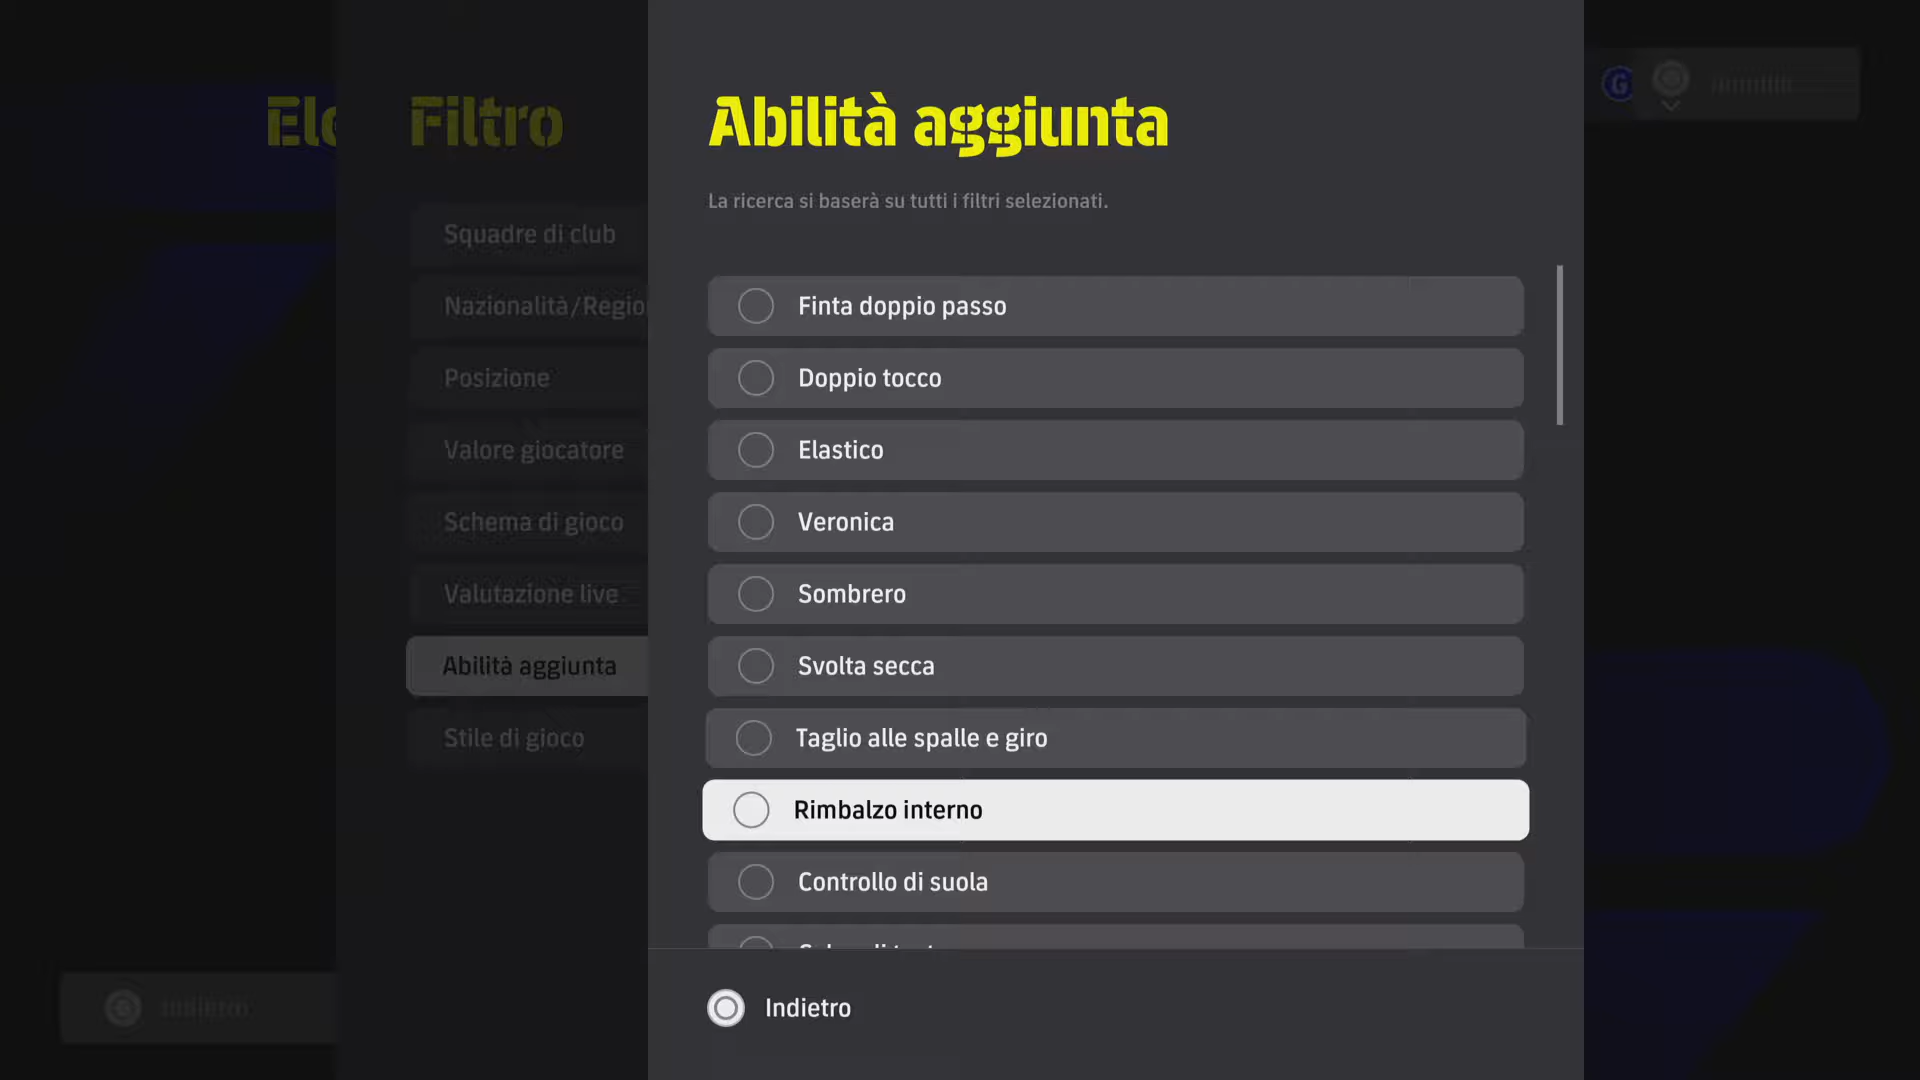 Filtro
Squadre di club
Nazionalità/Regio
Posizione
Valore giocatore
Schema di gioco
Valutazione live
Abilità aggiunta
Stile di gioco
Abilità aggiunta
La ricerca si baserà su tutti i filtri selezionati.
Finta doppio passo
Doppio tocco
Elastico
Veronica
Sombrero
Svolta secca
Taglio alle spalle e giro
Rimbalzo interno
Controllo di suola
Indietro
G